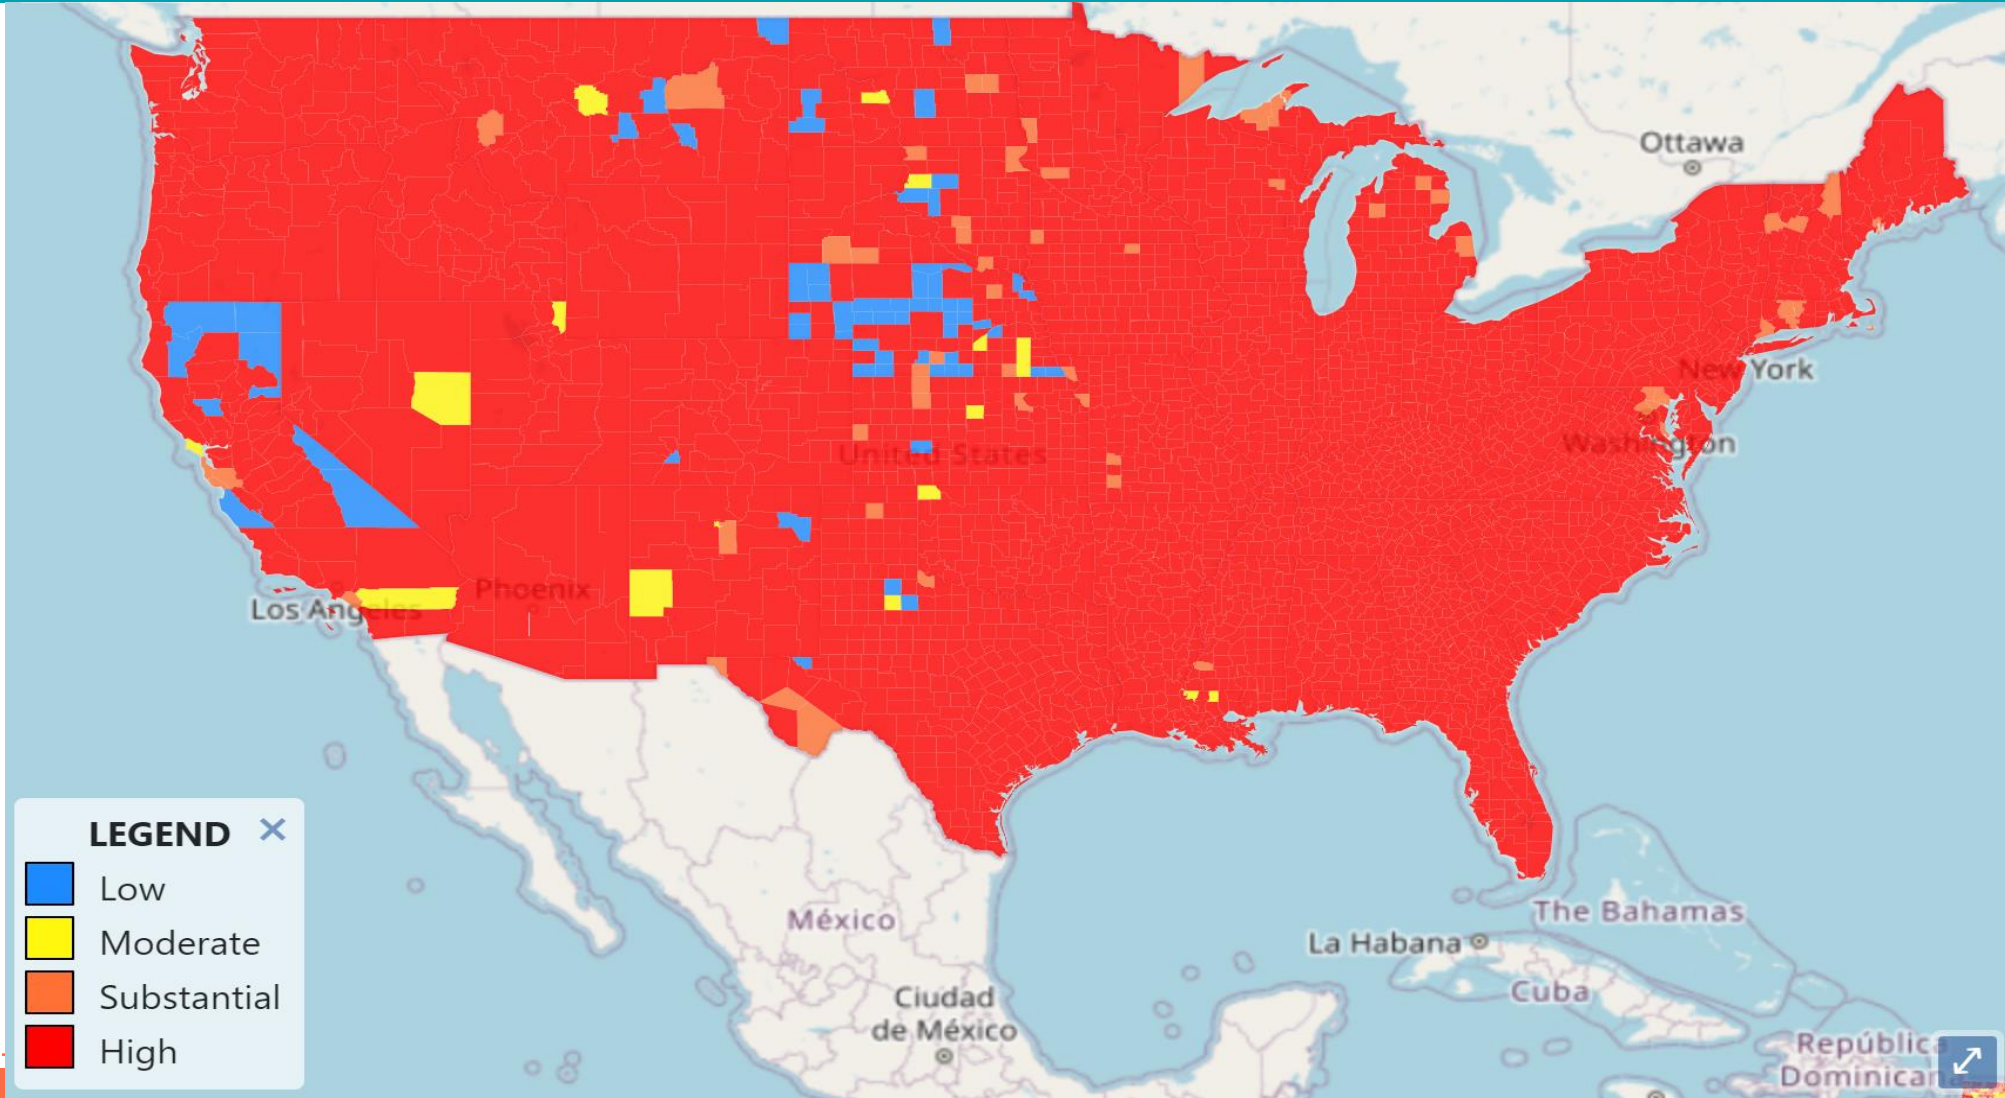 Ottawa
New York
Washington
United States
Phoenix
Los Angeles
LEGEND
Low
Moderate
Substantial
High
México
Ciudad
de México
La Habana
The Bahamas
Cuba
República
Dominicana